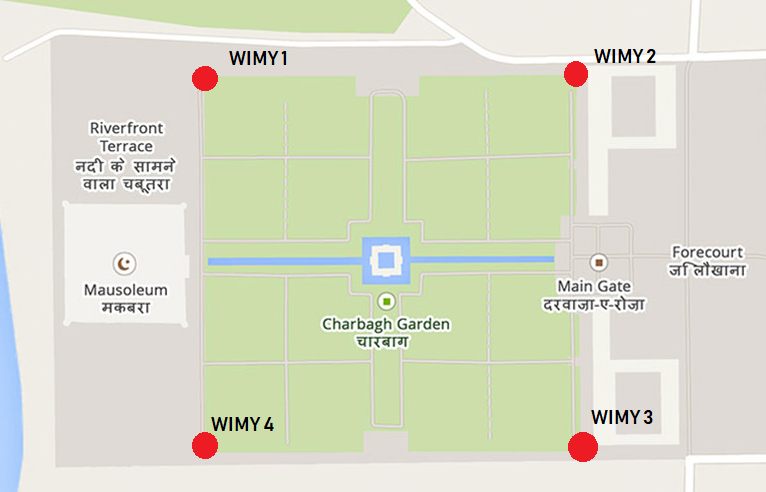 WIMY 1
WIMY 2
Riverfront
Terrace
नदी के सामने
वाला चबूतरा
Mausoleum
मकबरा
Charbagh Garden
चारबाग
Main Gate
दरवाज़ा-ए-रोज़ा
Forecourt
जिलौखाना
WIMY 4
WIMY 3